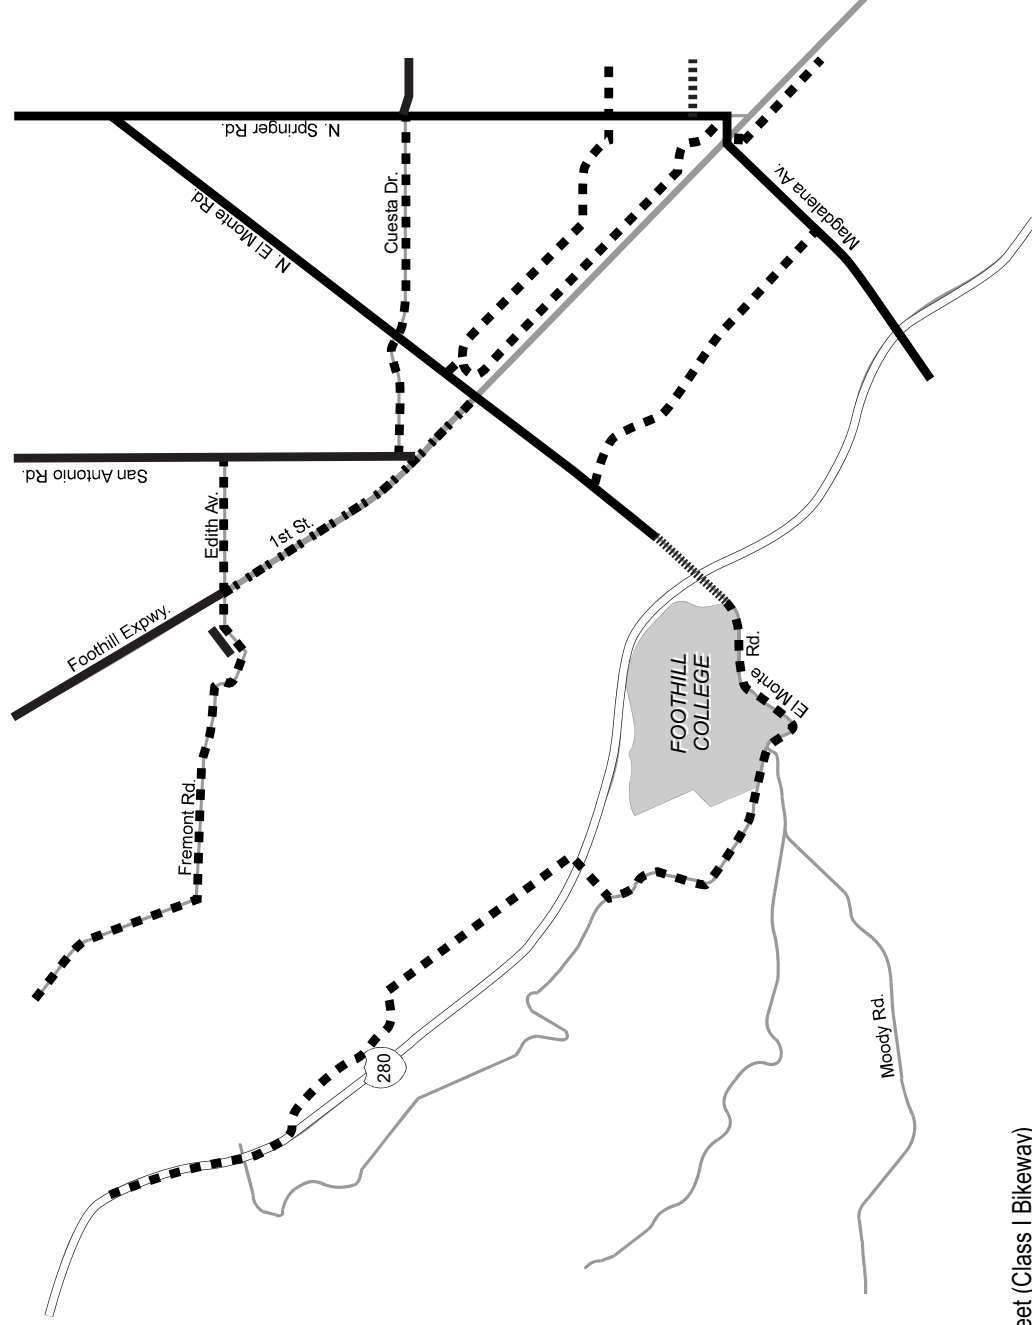 N. Springer Rd.
N. El Monte Rd.
Cuesta Dr.
Magdalena Av.
San Antonio Rd.
Edith Av.
1st St.
Foothill Expwy.
FOOTHILL
COLLEGE
El Monte Rd.
Fremont Rd.
280
Moody Rd.
eet (Class I Bikeway)